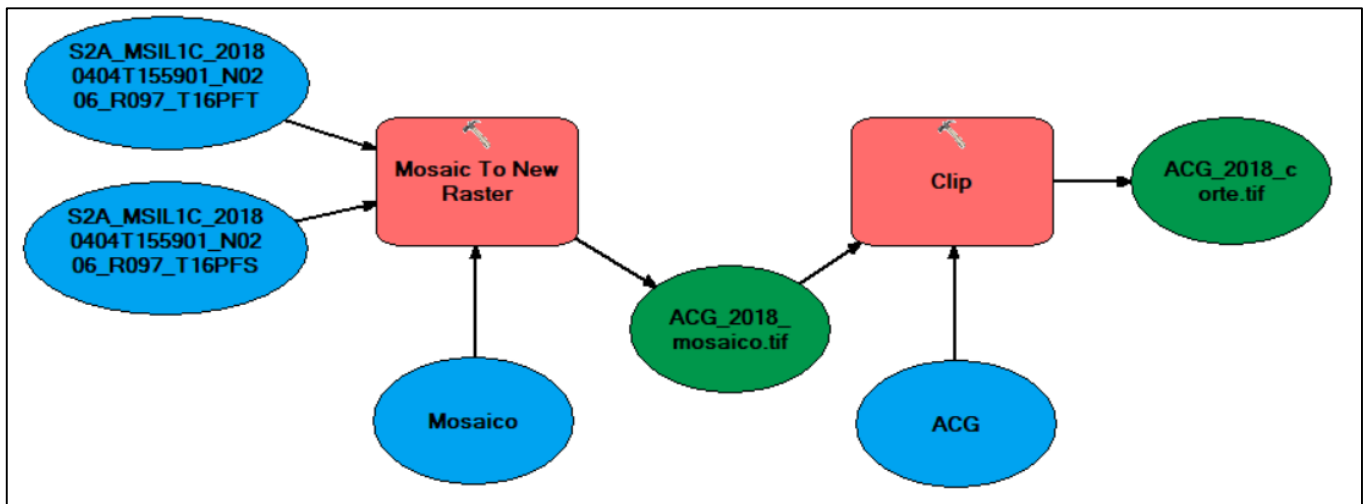 S2A_MSIL1C_2018
0404T155901_N02
06_R097_T16PFT
S2A_MSIL1C_2018
0404T155901_N02
06_R097_T16PFS
Mosaic To New
Raster
Mosaico
ACG_2018_
mosaico.tif
Clip
ACG
ACG_2018_c
orte.tif